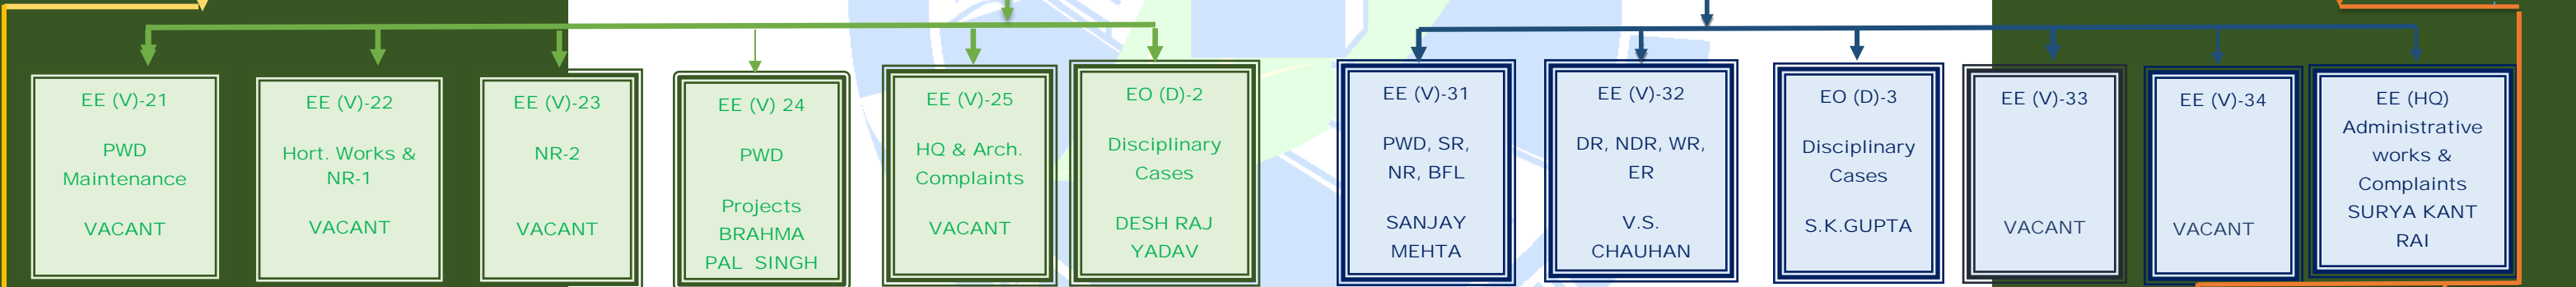 EE (V)-21
PWD
Maintenance
VACANT
EE (V)-22
Hort. Works &
NR-1
VACANT
EE (V)-23
NR-2
VACANT
EE (V) 24
PWD
Projects
BRAHMA
PAL SINGH
EE (V)-25
HQ & Arch.
Complaints
VACANT
EO (D)-2
Disciplinary
Cases
DESH RAJ
YADAV
EE (V)-31
PWD, SR,
NR, BFL
SANJAY
MEHTA
EE (V)-32
DR, NDR, WR,
ER
V.S.
CHAUHAN
EO (D)-3
Disciplinary
Cases
S.K.GUPTA
EE (V)-33
VACANT
EE (V)-34
VACANT
EE (HQ)
Administrative
works &
Complaints
SURYA KANT
RAI